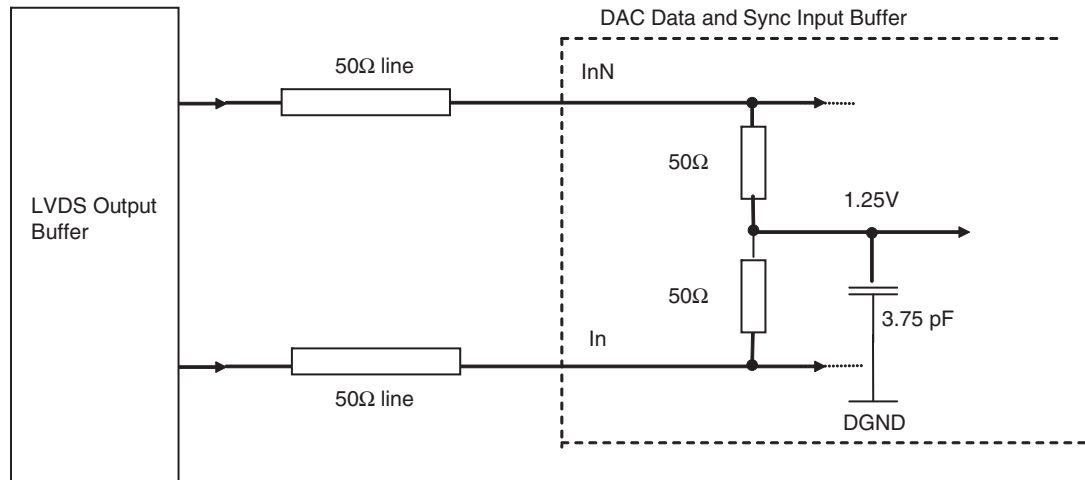 DAC Data and Sync Input Buffer
50Ω line
InN
50Ω
LVDS Output
Buffer
1.25V
50Ω
3.75 pF
In
50Ω line
DGND